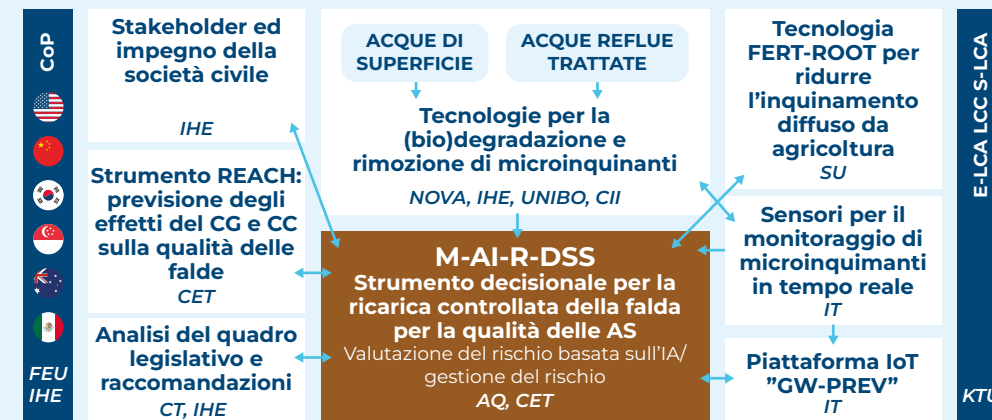 CoP
FEU
IHE
Stakeholder ed
impegno della
società civile
IHE
Strumento REACH:
previsione degli
effetti del CG e CC
sulla qualità delle
falde
CET
Analisi del quadro
legislativo e
raccomandazioni
CT, IHE
ACQUE DI
SUPERFICIE
ACQUE REFLUE
TRATTATE
Tecnologie per la
(bio)degradazione e
rimozione di microinquinanti
NOVA, IHE, UNIBO, CII
M-AI-R-DSS
Strumento decisionale per la
ricarica controllata della falda
per la qualità delle AS
Valutazione del rischio basata sull'IA/
gestione del rischio
AQ, CET
Tecnologia
FERT-ROOT per
ridurre
l'inquinamento
diffuso da
agricoltura
SU
Sensori per il
monitoraggio di
microinquimanti
in tempo reale
IT
Piattaforma IoT
"GW-PREV"
IT
E-LCA LCC S-LCA
KTU